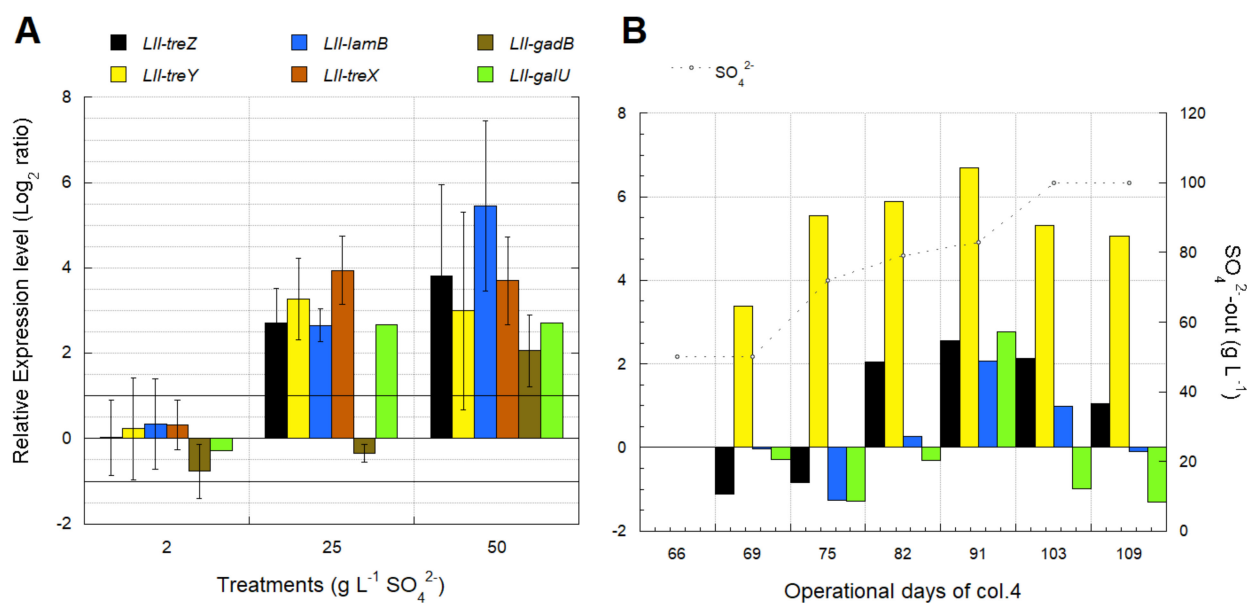 A
LII-treZ LII-lamB LII-gadB
LII-treY LII-treX LII-galU
Relative Expression level (Log₂ ratio)
8
6
4
2
0
-2
2 25 50
Treatments (g L⁻¹ SO₄²⁻)
B
SO₄²⁻
8
6
4
2
0
-2
120
100
80
60
40
20
0
SO₄²⁻-out (g L⁻¹)
66 69 75 82 91 103 109
Operational days of col.4